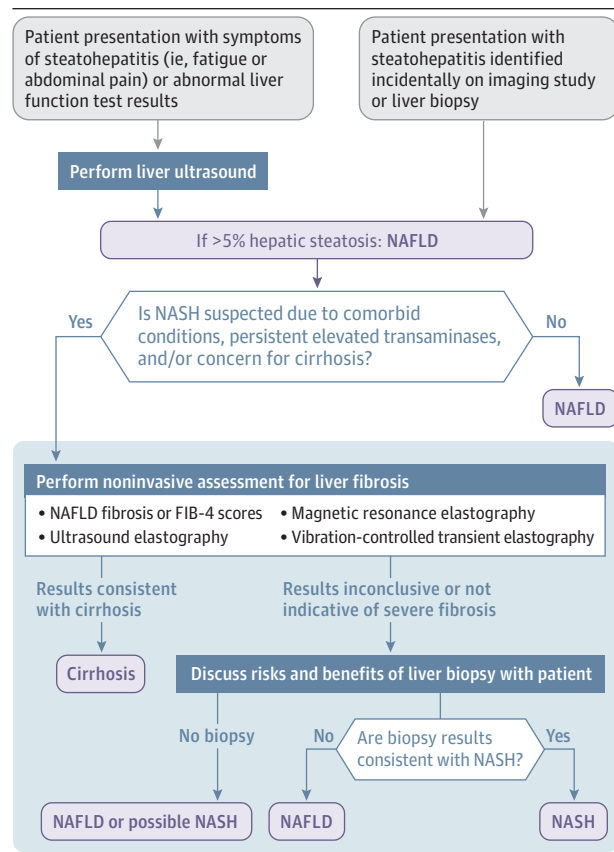 Patient presentation with symptoms
of steatohepatitis (ie, fatigue or
abdominal pain) or abnormal liver
function test results
Patient presentation with
steatohepatitis identified
incidentally on imaging study
or liver biopsy
Perform liver ultrasound
If >5% hepatic steatosis: NAFLD
Is NASH suspected due to comorbid
conditions, persistent elevated transaminases,
and/or concern for cirrhosis?
Yes
No
NAFLD
Perform noninvasive assessment for liver fibrosis
• NAFLD fibrosis or FIB-4 scores
• Ultrasound elastography
• Magnetic resonance elastography
• Vibration-controlled transient elastography
Results consistent
with cirrhosis
Results inconclusive or not
indicative of severe fibrosis
Cirrhosis
Discuss risks and benefits of liver biopsy with patient
No biopsy
No
Are biopsy results
consistent with NASH?
Yes
NAFLD or possible NASH
NAFLD
NASH